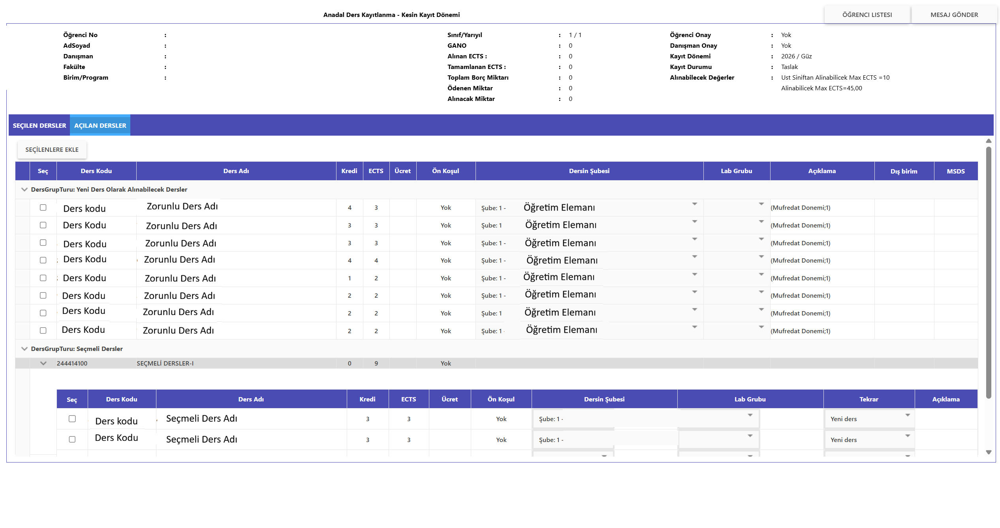 Anadal Ders Kayıtlanma - Kesin Kayıt Dönemi
ÖĞRENCI LISTESI
MESAJ GÖNDER
Öğrenci No :
AdSoyad :
Danışman :
Fakülte :
Birim/Program :
Sınıf/Yarıyıl : 1 / 1
GANO : 0
Alınan ECTS : : 0
Tamamlanan ECTS : : 0
Toplam Borç Miktarı : 0
Ödenen Miktar : 0
Alınacak Miktar : 0
Öğrenci Onay : Yok
Danışman Onay : Yok
Kayıt Dönemi : 2026 / Güz
Kayıt Durumu : Taslak
Alınabilecek Değerler : Ust Siniftan Alinabilicek Max ECTS =10
Alinabilicek Max ECTS=45,00
SEÇILEN DERSLER AÇILAN DERSLER
SEÇİLENLERE EKLE
Seç Ders Kodu Ders Adı Kredi ECTS Ücret Ön Koşul Dersin Şubesi Lab Grubu Açıklama Dış birim MSDS
DersGrupTuru: Yeni Ders Olarak Alınabilecek Dersler
Ders kodu Zorunlu Ders Adı 4 3 Yok Şube: 1 - Öğretim Elemanı (Mufredat Donemi;1)
Ders Kodu Zorunlu Ders Adı 3 3 Yok Şube: 1 Öğretim Elemanı (Mufredat Donemi;1)
Ders Kodu Zorunlu Ders Adı 3 3 Yok Şube: 1 - Öğretim Elemanı (Mufredat Donemi;1)
Ders Kodu Zorunlu Ders Adı 4 4 Yok Şube: 1 - Öğretim Elemanı (Mufredat Donemi;1)
Ders Kodu Zorunlu Ders Adı 1 2 Yok Şube: 1 - Öğretim Elemanı (Mufredat Donemi;1)
Ders Kodu Zorunlu Ders Adı 2 2 Yok Şube: 1 - Öğretim Elemanı (Mufredat Donemi;1)
Ders Kodu Zorunlu Ders Adı 2 2 Yok Şube: 1 Öğretim Elemanı (Mufredat Donemi;1)
Ders Kodu Zorunlu Ders Adı 2 2 Yok Şube: 1 - Öğretim Elemanı (Mufredat Donemi;1)
DersGrupTuru: Seçmeli Dersler
244414100 SEÇMELİ DERSLER-I 0 9 Yok
Seç Ders Kodu Ders Adı Kredi ECTS Ücret Ön Koşul Dersin Şubesi Lab Grubu Tekrar Açıklama
Ders kodu Seçmeli Ders Adı 3 3 Yok Şube: 1 - Yeni ders
Ders Kodu Seçmeli Ders Adı 3 3 Yok Şube: 1 - Yeni ders